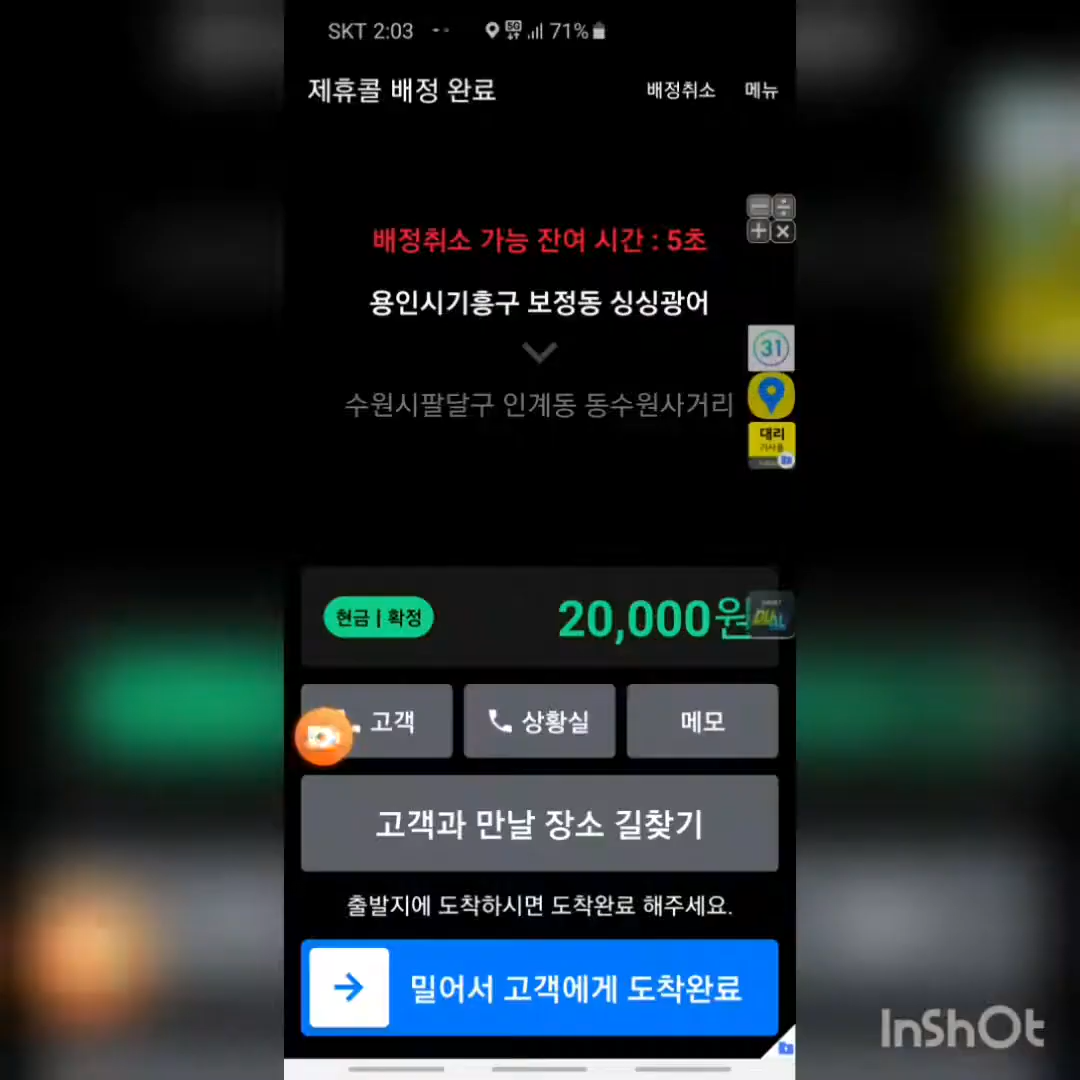 SKT 2:03
5G
71%
제휴콜 배정 완료
배정취소
메뉴
배정취소 가능 잔여 시간 : 5초
용인시기흥구 보정동 싱싱광어
31
수원시팔달구 인계동 동수원사거리
대리
기사용
현금 | 확정
20,000원
고객
상황실
메모
고객과 만날 장소 길찾기
출발지에 도착하시면 도착완료 해주세요.
밀어서 고객에게 도착완료
InShOt